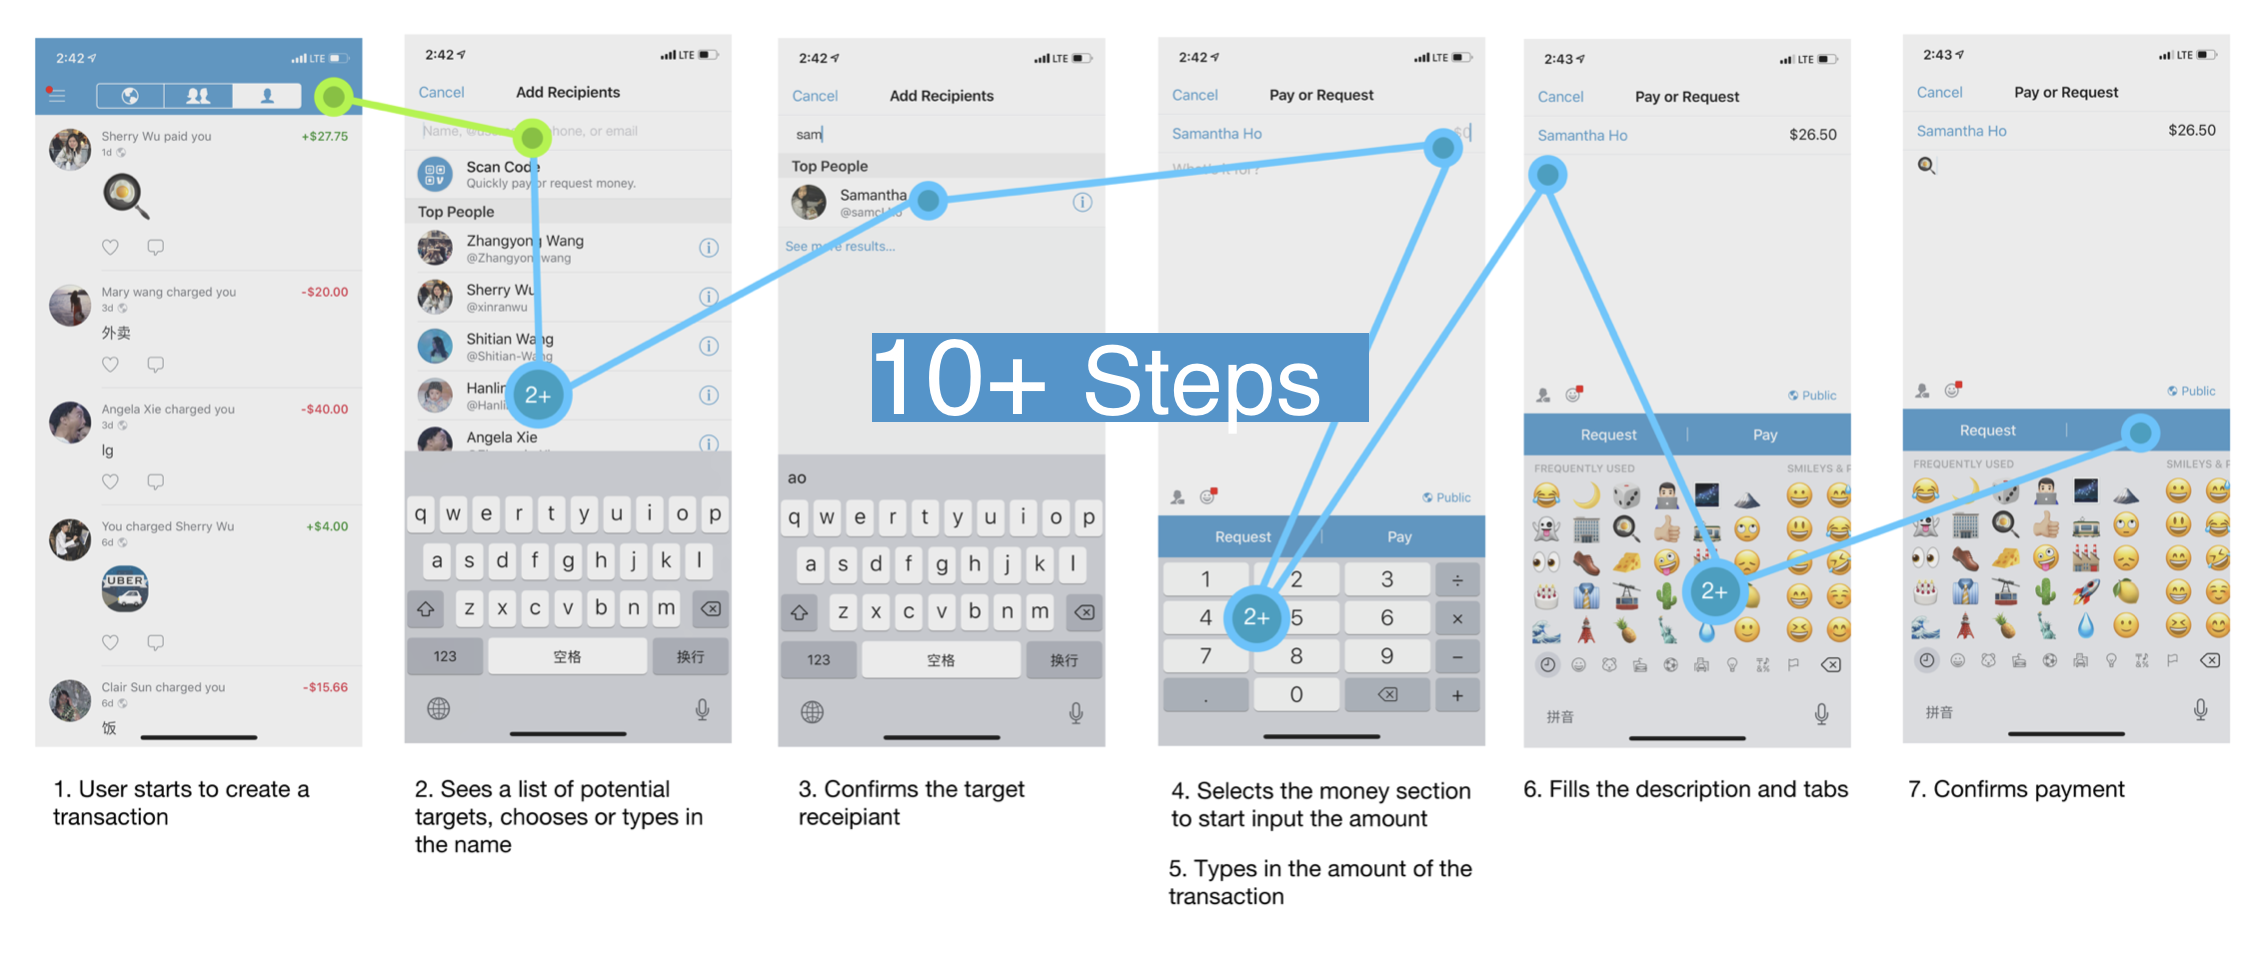 2:42
LTE
Sherry Wu paid you
+$27.75
1d
Mary wang charged you
-$20.00
3d
外卖
Angela Xie charged you
-$40.00
3d
lg
You charged Sherry Wu
+$4.00
6d
UBER
Clair Sun charged you
-$15.66
6d
饭
1. User starts to create a
transaction
2:42
LTE
Cancel
Add Recipients
Name, @ phone, or email
Scan Code
Quickly pay or request money.
Top People
Zhangyong Wang
@Zhangyongwang
Sherry Wu
@xinranwu
Shitian Wang
@Shitian-Wang
Hanlin
@Hanli
2+
Angela Xie
q w e r t y u i o p
a s d f g h j k l
z x c v b n m
123
空格
换行
2. Sees a list of potential
targets, chooses or types in
the name
2:42
LTE
Cancel
Add Recipients
sam
Top People
Samantha
See more results...
ao
q w e r t y u i o p
a s d f g h j k l
z x c v b n m
123
空格
换行
3. Confirms the target
receipiant
10+ Steps
2:42
LTE
Cancel
Pay or Request
Samantha Ho
$0
What's it for?
Public
Request
Pay
1 2 3 ÷
4 2+ 5 6 ×
7 8 9 −
. 0 +
4. Selects the money section
to start input the amount
5. Types in the amount of the
transaction
2:43
LTE
Cancel
Pay or Request
Samantha Ho
$26.50
Public
Request
Pay
FREQUENTLY USED
SMILEYS & P
2+
拼音
6. Fills the description and tabs
2:43
LTE
Cancel
Pay or Request
Samantha Ho
$26.50
Public
Request
FREQUENTLY USED
SMILEYS & P
拼音
7. Confirms payment